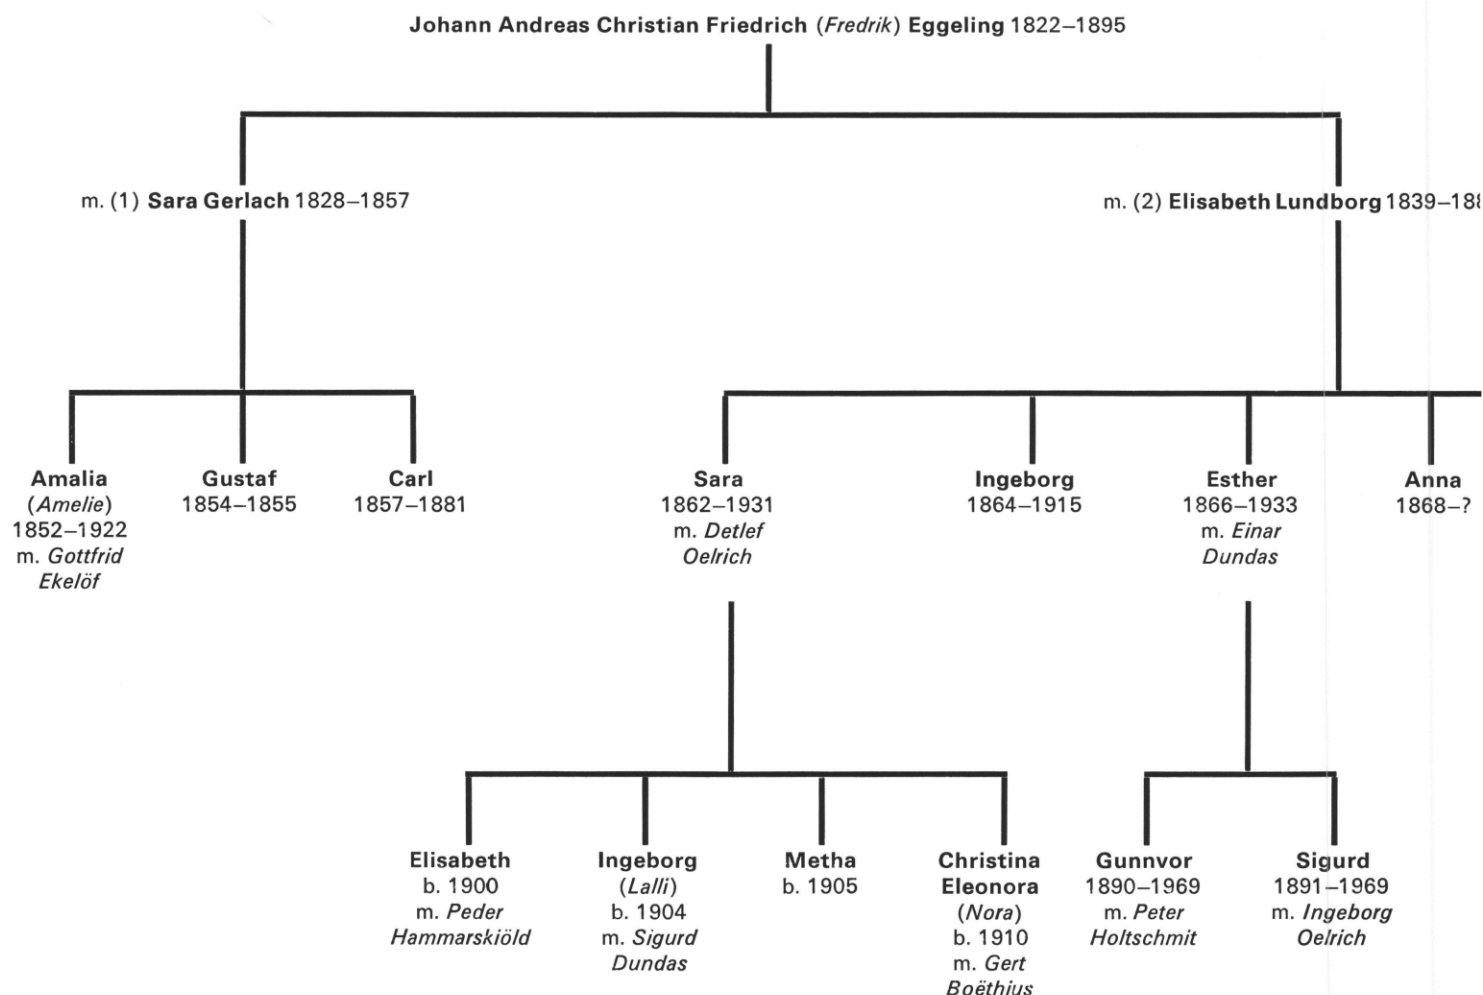 Johann Andreas Christian Friedrich (Fredrik) Eggeling 1822–1895
m. (1) Sara Gerlach 1828–1857
m. (2) Elisabeth Lundborg 1839–18
Amalia
(Amelie)
1852–1922
m. Gottfrid
Ekelöf
Gustaf
1854–1855
Carl
1857–1881
Sara
1862–1931
m. Detlef
Oelrich
Ingeborg
1864–1915
Esther
1866–1933
m. Einar
Dundas
Anna
1868–?
Elisabeth
b. 1900
m. Peder
Hammarskiöld
Ingeborg
(Lalli)
b. 1904
m. Sigurd
Dundas
Metha
b. 1905
Christina
Eleonora
(Nora)
b. 1910
m. Gert
Boëthius
Gunnvor
1890–1969
m. Peter
Holtschmit
Sigurd
1891–1969
m. Ingeborg
Oelrich